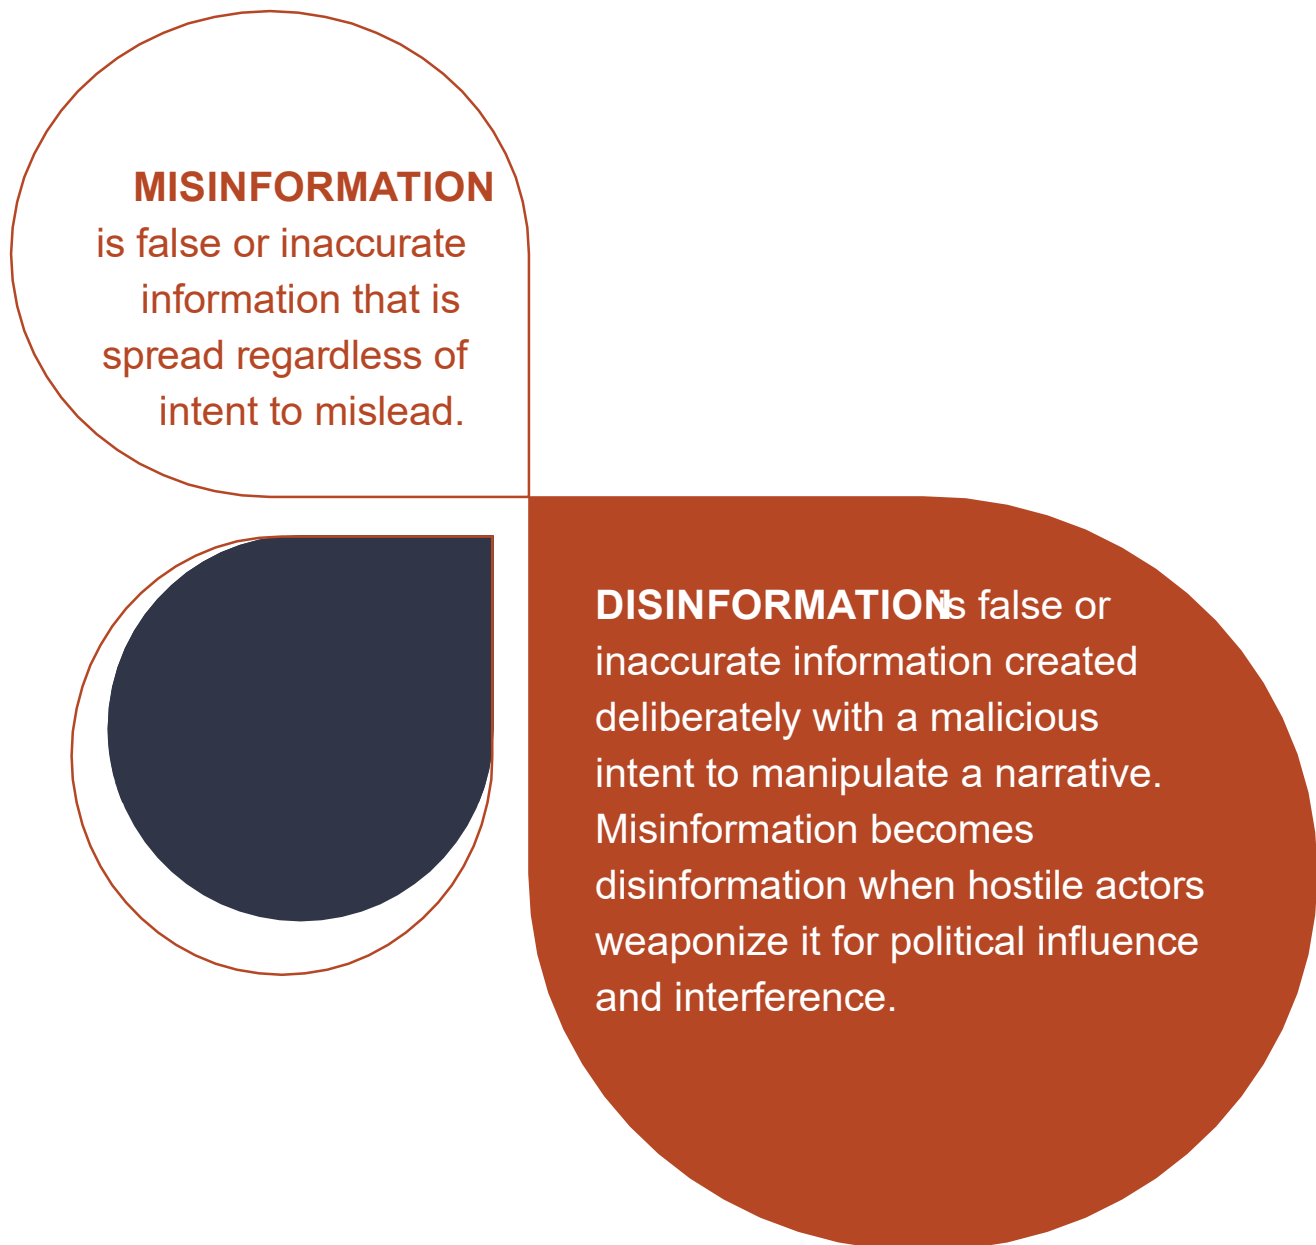 MISINFORMATION
is false or inaccurate
information that is
spread regardless of
intent to mislead.
DISINFORMATION is false or
inaccurate information created
deliberately with a malicious
intent to manipulate a narrative.
Misinformation becomes
disinformation when hostile actors
weaponize it for political influence
and interference.